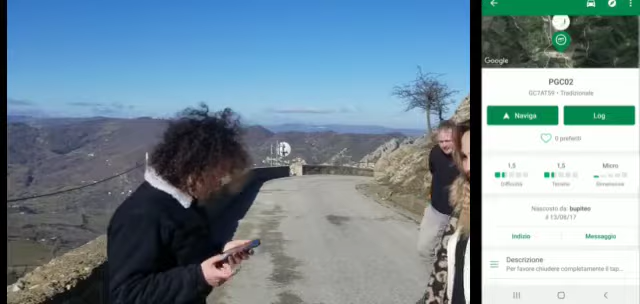 Google
PGC02
GC7AT59 • Tradizionale
Naviga
Log
0 preferiti
1,5
1,5
Micro
Difficoltà
Terreno
Dimensione
Nascosto da: bupiteo
il 13/08/17
Indizio
Messaggio
Descrizione
Per favore chiudere completamente il tap...